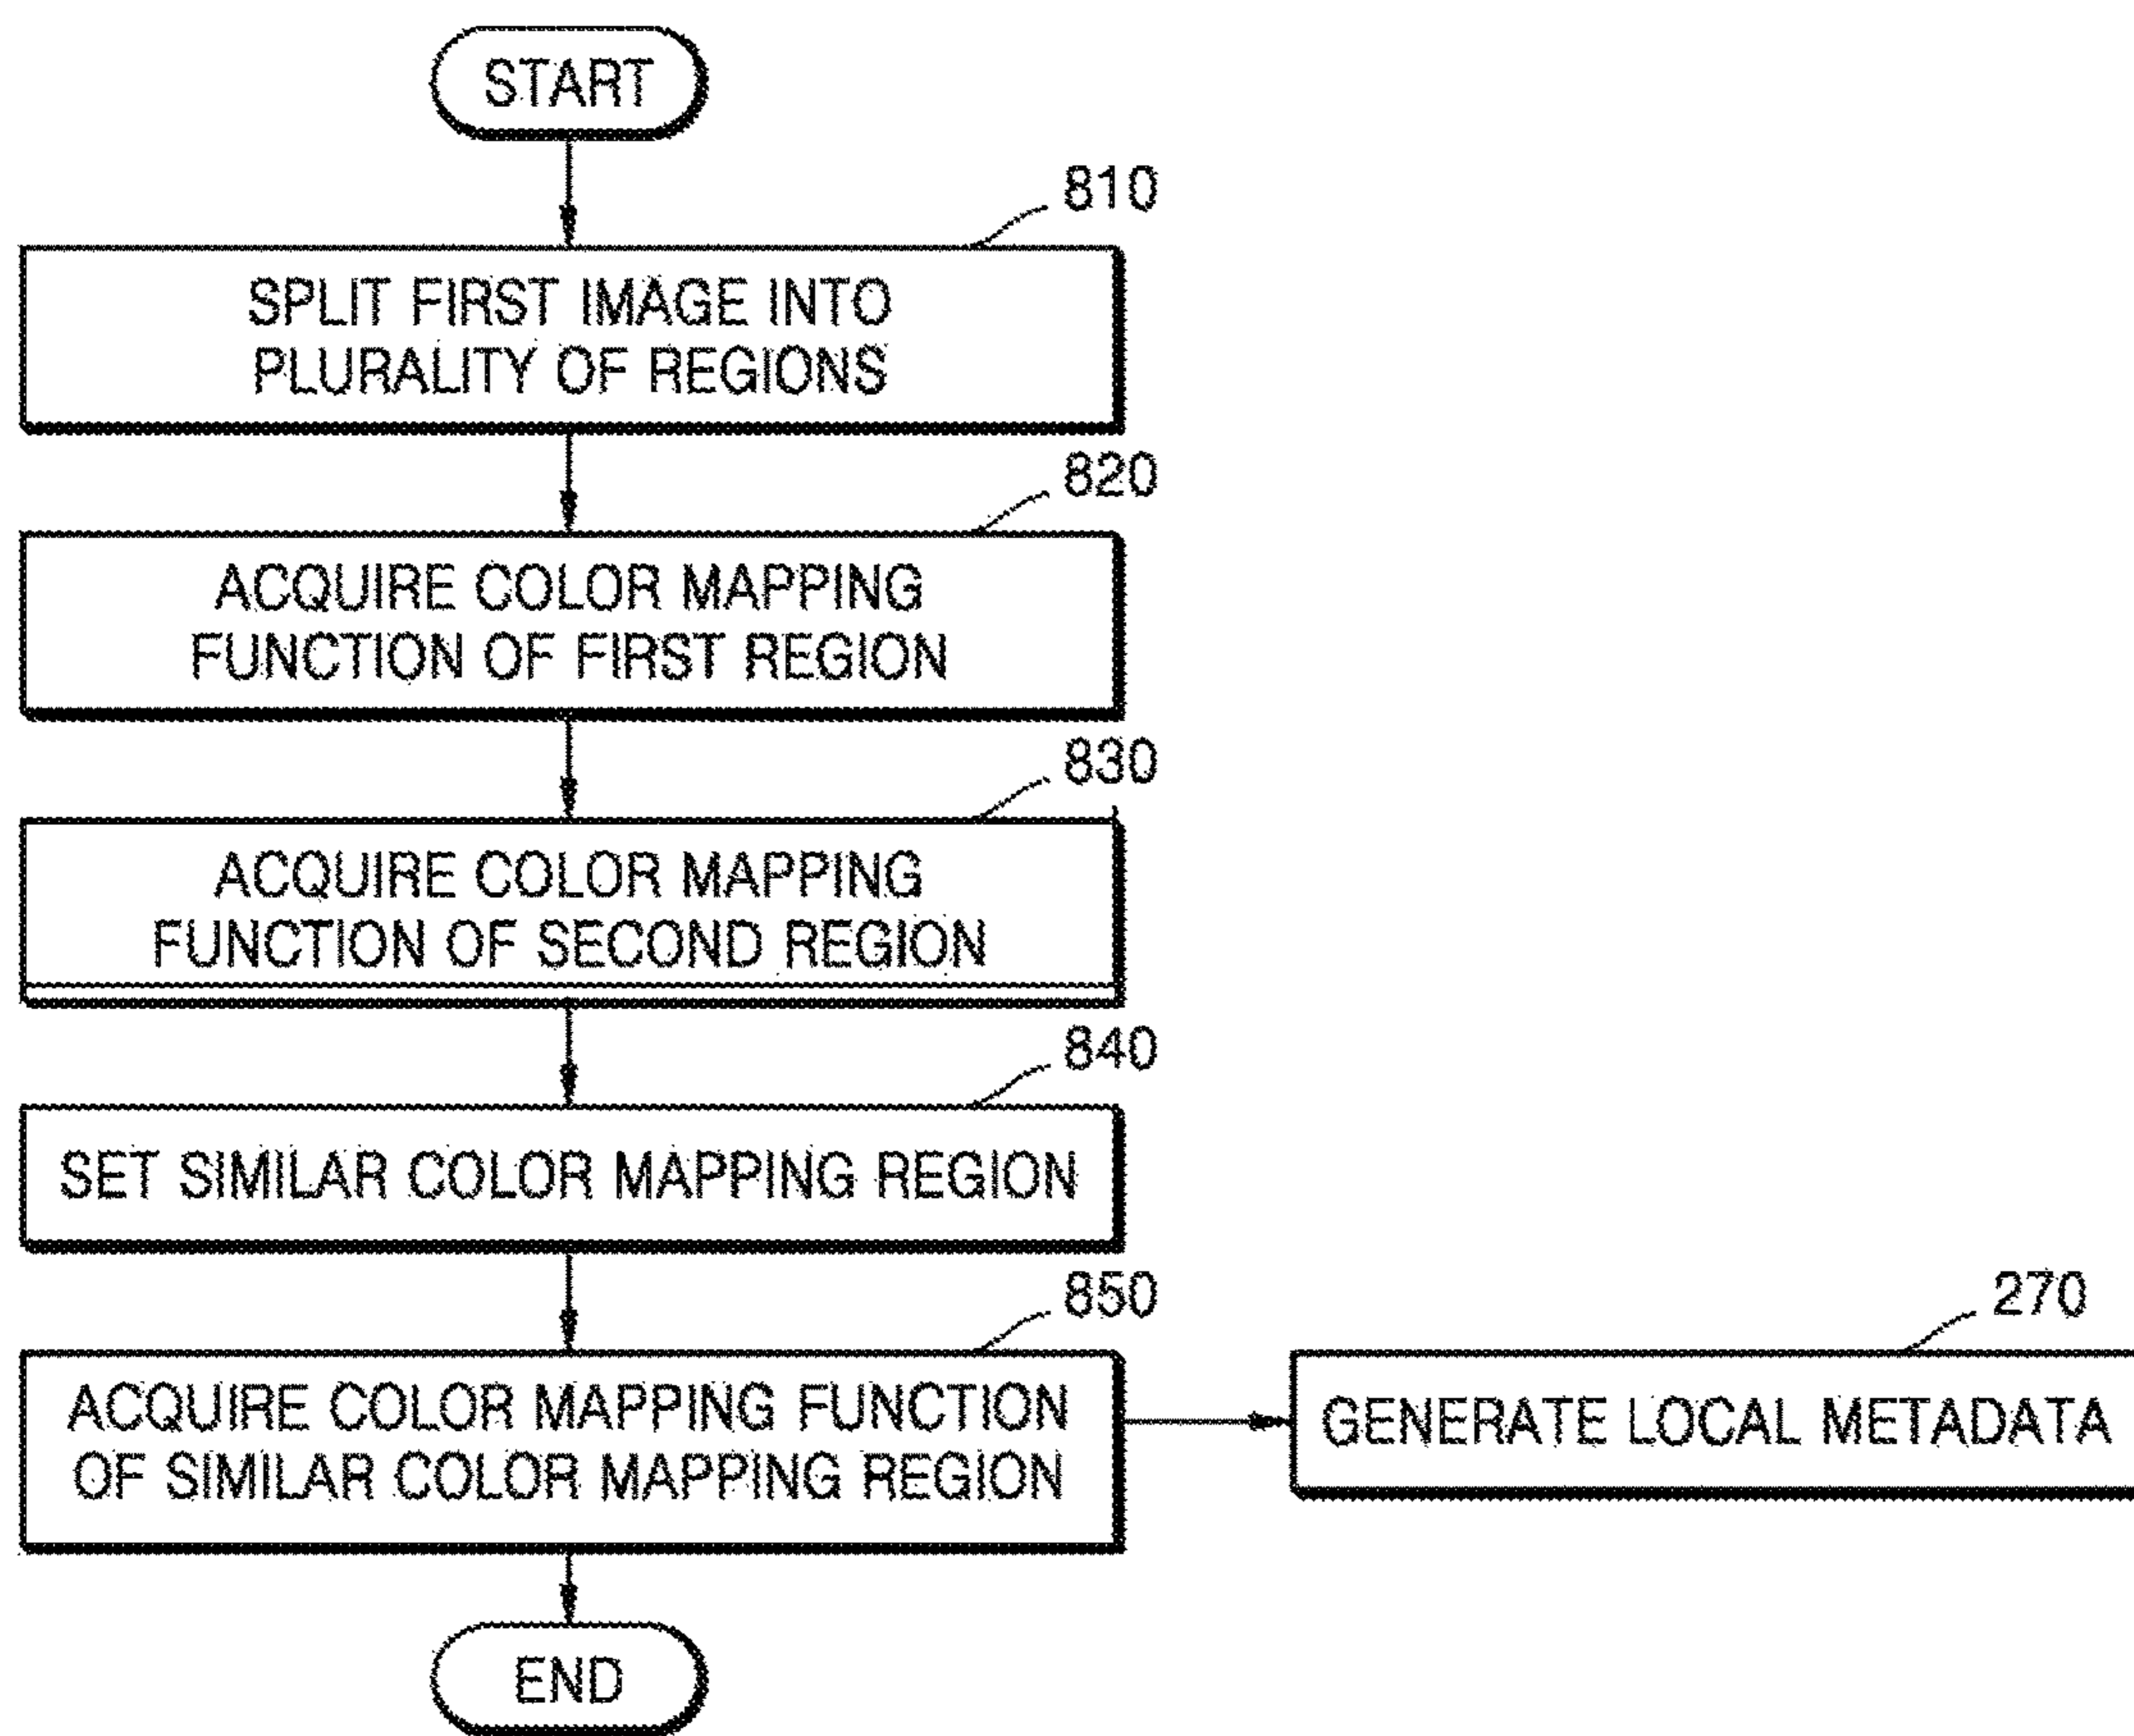 START
810
SPLIT FIRST IMAGE INTO
PLURALITY OF REGIONS
820
ACQUIRE COLOR MAPPING
FUNCTION OF FIRST REGION
830
ACQUIRE COLOR MAPPING
FUNCTION OF SECOND REGION
840
SET SIMILAR COLOR MAPPING REGION
850
ACQUIRE COLOR MAPPING FUNCTION
OF SIMILAR COLOR MAPPING REGION
270
GENERATE LOCAL METADATA
END